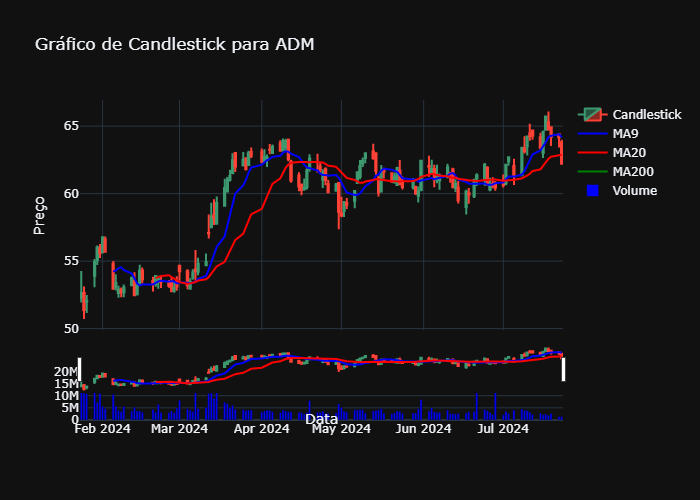 Gráfico de Candlestick para ADM
Candlestick
MA9
MA20
MA200
Volume
Preço
65
60
55
50
20M
15M
10M
5M
0
Feb 2024
Mar 2024
Apr 2024
May 2024
Jun 2024
Jul 2024
Data